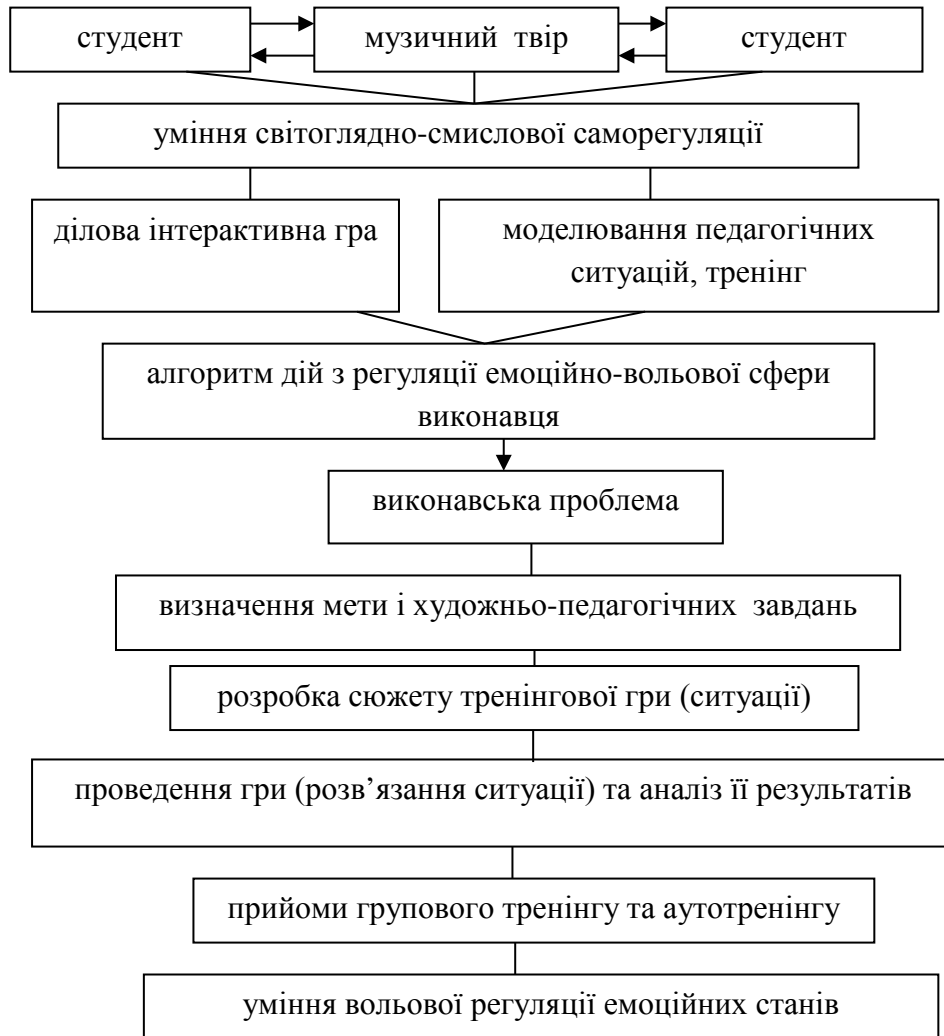 студент
музичний твір
студент
уміння світоглядно-смислової саморегуляції
ділова інтерактивна гра
моделювання педагогічних
ситуацій, тренінг
алгоритм дій з регуляції емоційно-вольової сфери
виконавця
виконавська проблема
визначення мети і художньо-педагогічних завдань
розробка сюжету тренінгової гри (ситуації)
проведення гри (розв’язання ситуації) та аналіз її результатів
прийоми групового тренінгу та аутотренінгу
уміння вольової регуляції емоційних станів